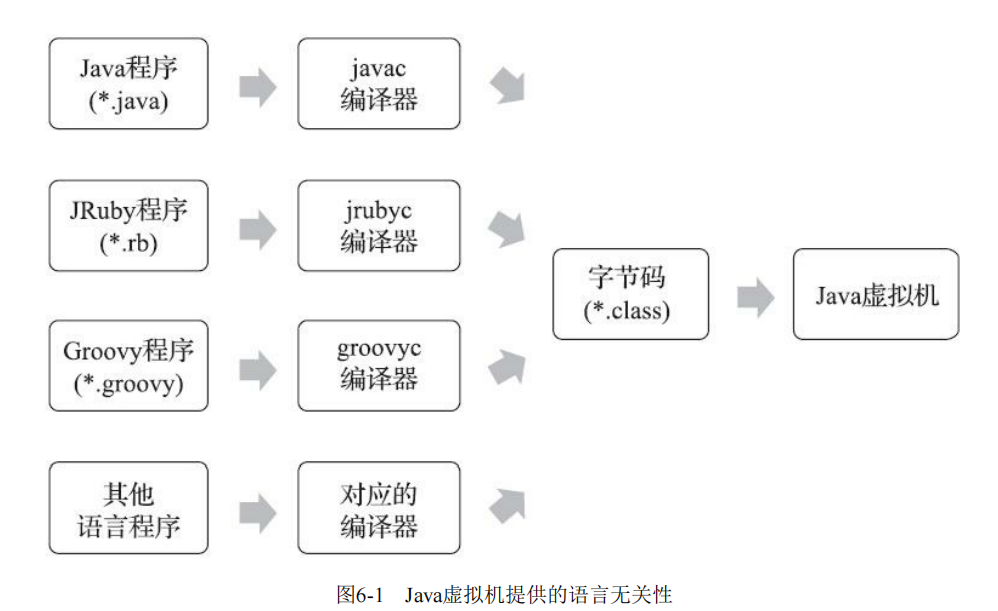 Java程序
(*.java)
javac
编译器
JRuby程序
(*.rb)
jrubyc
编译器
Groovy程序
(*.groovy)
groovyc
编译器
其他
语言程序
对应的
编译器
字节码
(*.class)
Java虚拟机
图6-1 Java虚拟机提供的语言无关性